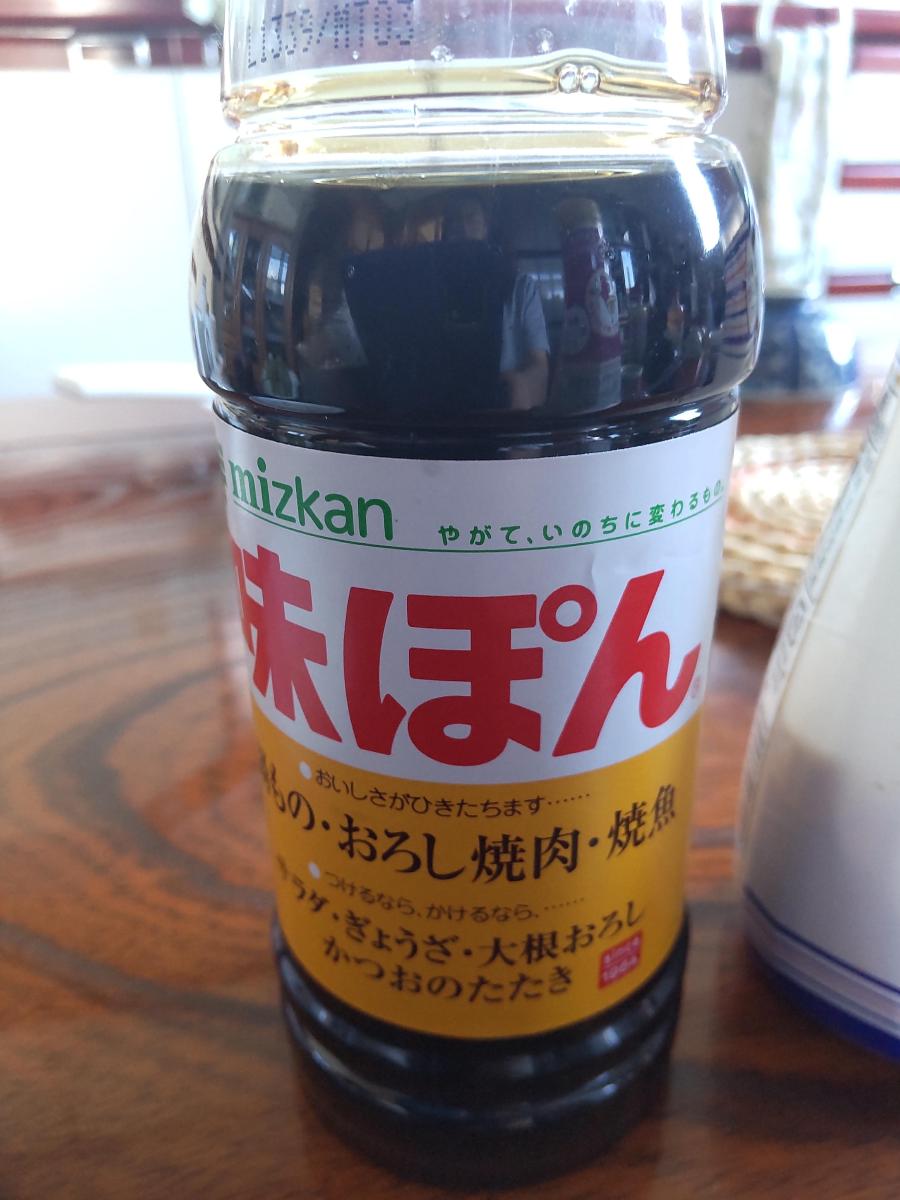 mizkan
やがて、いのちに変わるもの。
味ぽん
おいしさがひきたちます……
もの・おろし焼肉・焼魚
つけるなら、かけるなら、……
サラダ・ぎょうざ・大根おろし
かつおのたたき
SINCE
1964